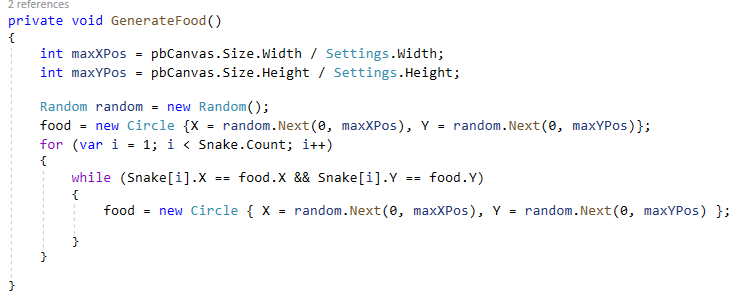 2 references
private void GenerateFood()
{
    int maxXPos = pbCanvas.Size.Width / Settings.Width;
    int maxYPos = pbCanvas.Size.Height / Settings.Height;

    Random random = new Random();
    food = new Circle {X = random.Next(0, maxXPos), Y = random.Next(0, maxYPos)};
    for (var i = 1; i < Snake.Count; i++)
    {
        while (Snake[i].X == food.X && Snake[i].Y == food.Y)
        {
            food = new Circle { X = random.Next(0, maxXPos), Y = random.Next(0, maxYPos) };

        }
    }

}